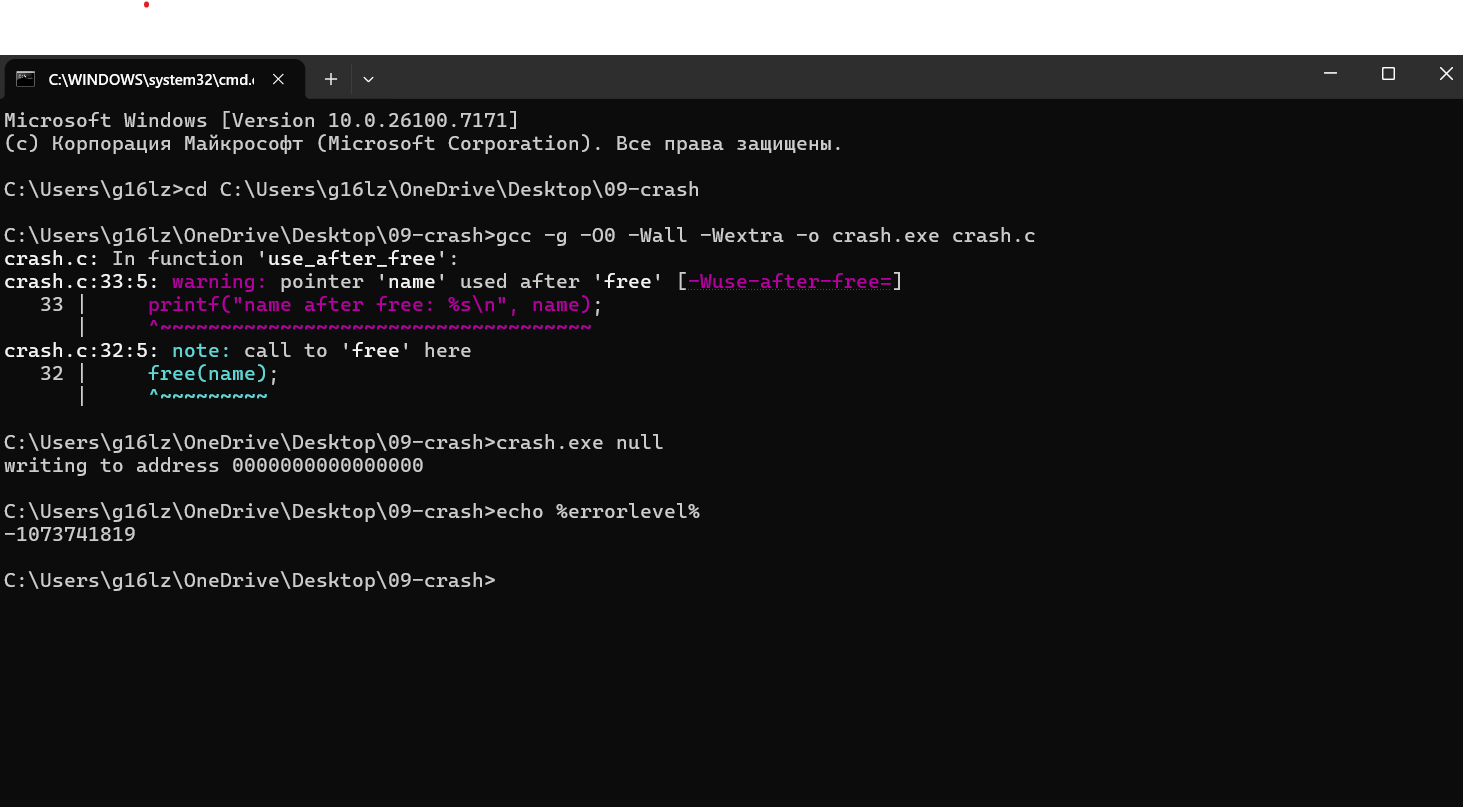 C:\WINDOWS\system32\cmd.
Microsoft Windows [Version 10.0.26100.7171]
(c) Корпорация Майкрософт (Microsoft Corporation). Все права защищены.
C:\Users\g16lz>cd C:\Users\g16lz\OneDrive\Desktop\09-crash
C:\Users\g16lz\OneDrive\Desktop\09-crash>gcc -g -O0 -Wall -Wextra -o crash.exe crash.c
crash.c: In function 'use_after_free':
crash.c:33:5: warning: pointer 'name' used after 'free' [-Wuse-after-free=]
   33 |     printf("name after free: %s\n", name);
      |     ^~~~~~~~~~~~~~~~~~~~~~~~~~~~~~~~~~~~~
crash.c:32:5: note: call to 'free' here
   32 |     free(name);
      |     ^~~~~~~~~~
C:\Users\g16lz\OneDrive\Desktop\09-crash>crash.exe null
writing to address 0000000000000000
C:\Users\g16lz\OneDrive\Desktop\09-crash>echo %errorlevel%
-1073741819
C:\Users\g16lz\OneDrive\Desktop\09-crash>